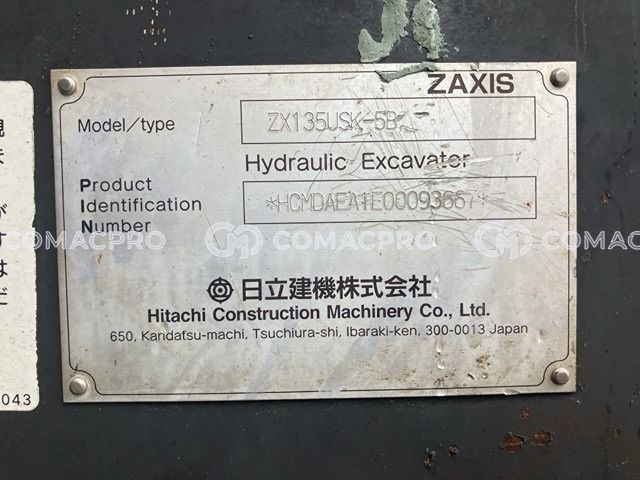 ZAXIS
Model/type ZX135USK-5B
Hydraulic Excavator
Product
Identification
Number
*HCMDAEA1E00093667*
COMACPRO COMACPRO COMACPRO
日立建機株式会社
Hitachi Construction Machinery Co., Ltd.
650, Kandatsu-machi, Tsuchiura-shi, Ibaraki-ken, 300-0013 Japan
043